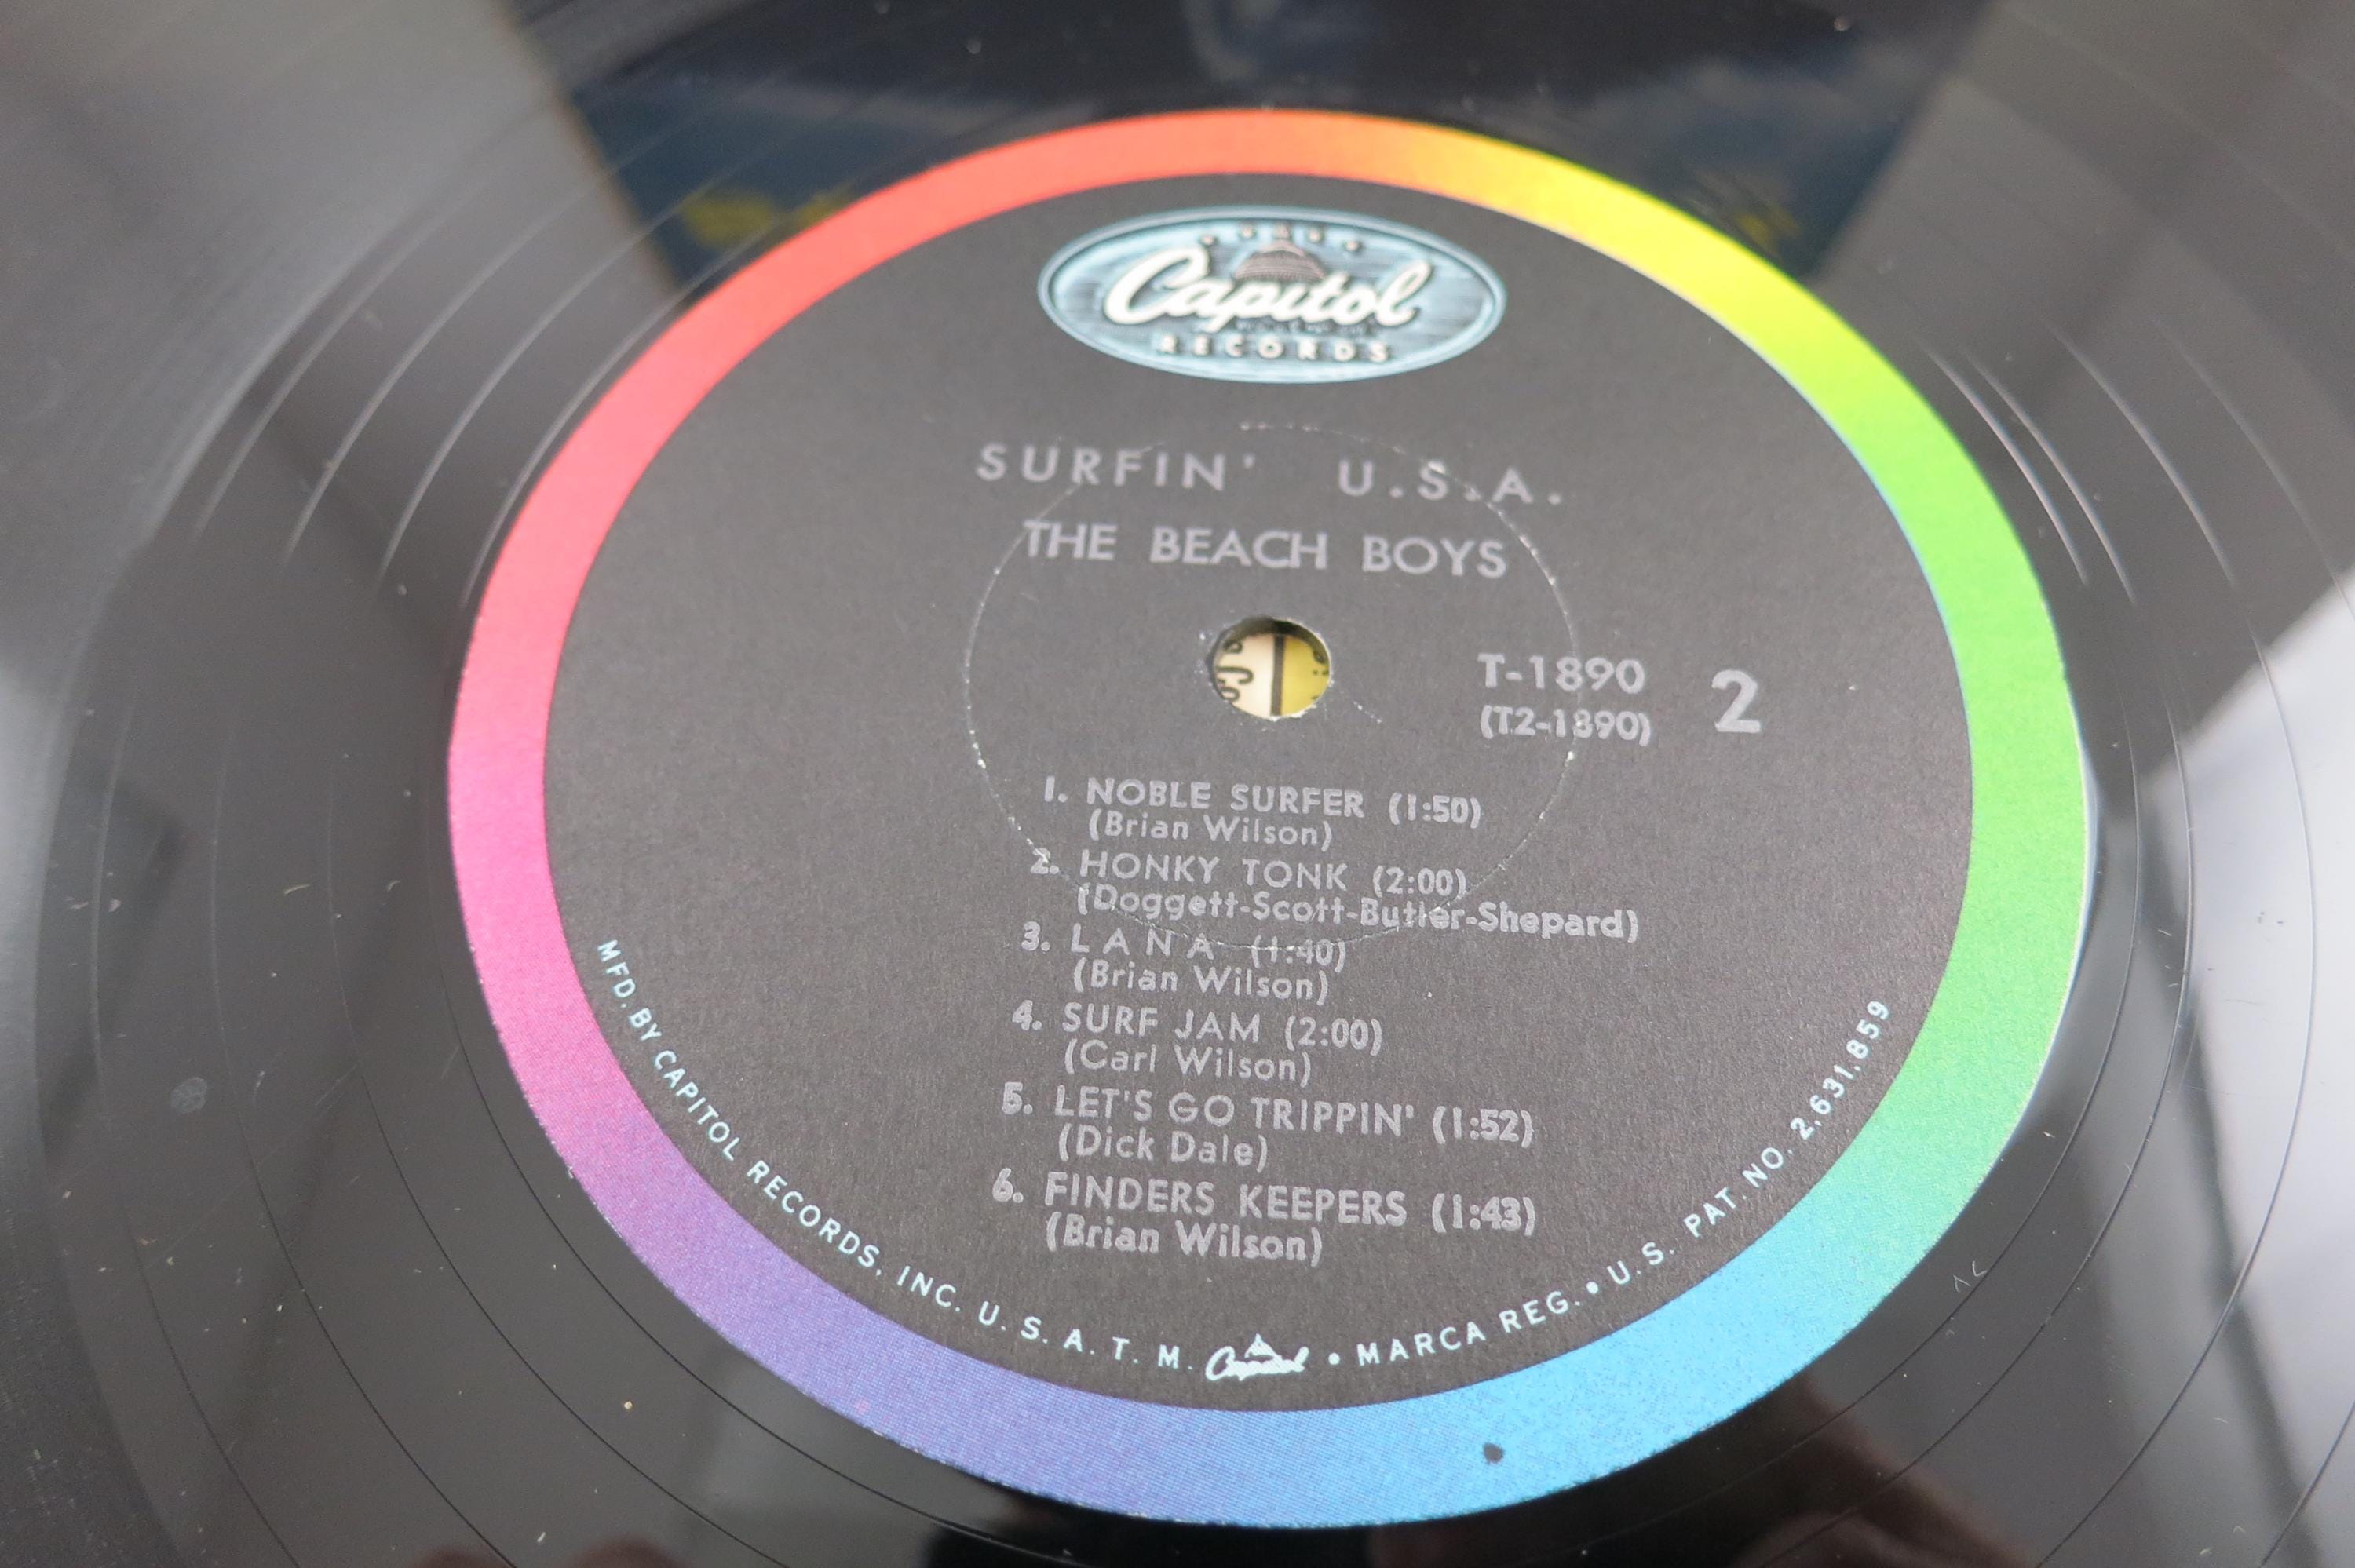 Capitol
RECORDS
SURFIN' U.S.A.
THE BEACH BOYS
T-1890
(T2-1890)
2
1. NOBLE SURFER (1:50)
(Brian Wilson)
2. HONKY TONK (2:00)
(Doggett-Scott-Butler-Shepard)
3. LANA (1:40)
(Brian Wilson)
4. SURF JAM (2:00)
(Carl Wilson)
5. LET'S GO TRIPPIN' (1:52)
(Dick Dale)
6. FINDERS KEEPERS (1:43)
(Brian Wilson)
MFD. BY CAPITOL RECORDS, INC. U.S.A. T.M. Capitol • MARCA REG. • U.S. PAT. NO. 2,631,859